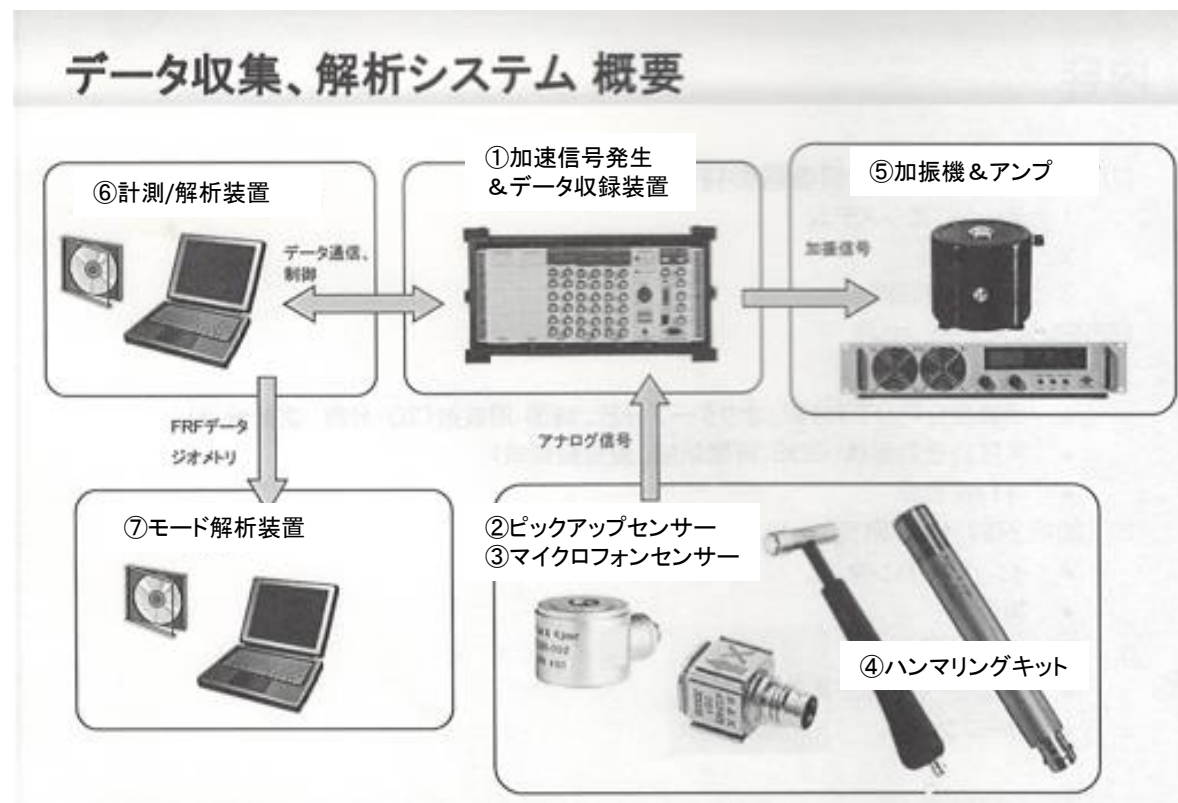 データ収集、解析システム 概要
⑥計測/解析装置
データ通信、
制御
①加速信号発生
＆データ収録装置
加振信号
⑤加振機＆アンプ
FRFデータ
ジオメトリ
アナログ信号
⑦モード解析装置
②ピックアップセンサー
③マイクロフォンセンサー
④ハンマリングキット